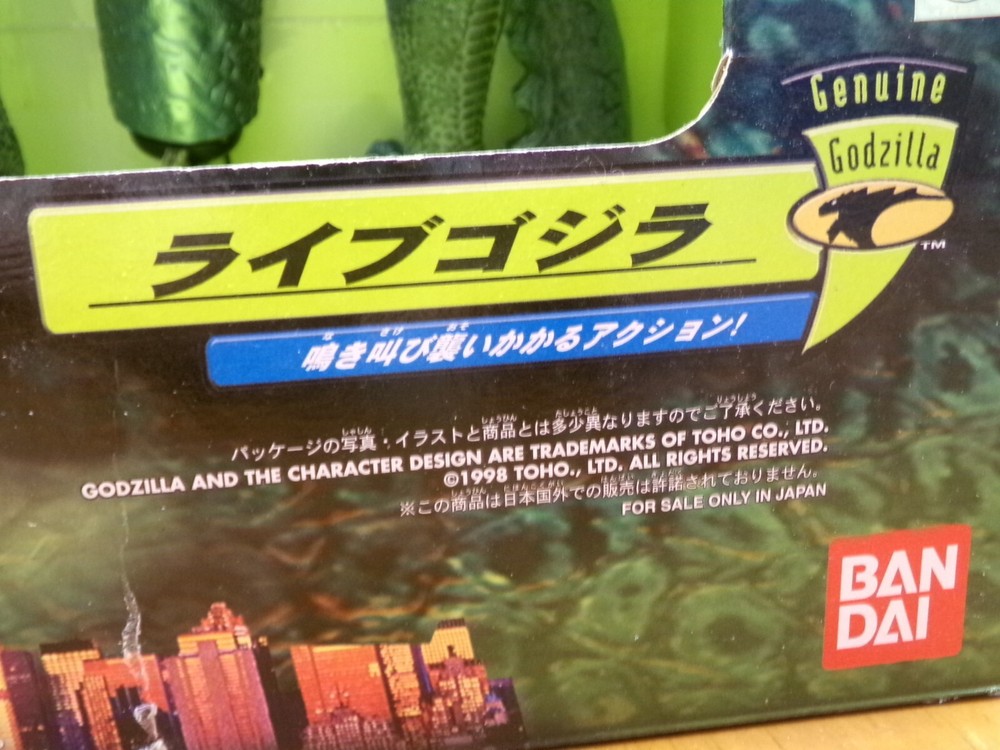 Genuine
Godzilla
TM
ライブゴジラ
鳴き叫び襲いかかるアクション!
パッケージの写真・イラストと商品とは多少異なりますのでご了承ください。
GODZILLA AND THE CHARACTER DESIGN ARE TRADEMARKS OF TOHO CO., LTD.
©1998 TOHO., LTD. ALL RIGHTS RESERVED.
※この商品は日本国外での販売は許諾されておりません。
FOR SALE ONLY IN JAPAN
BAN
DAI